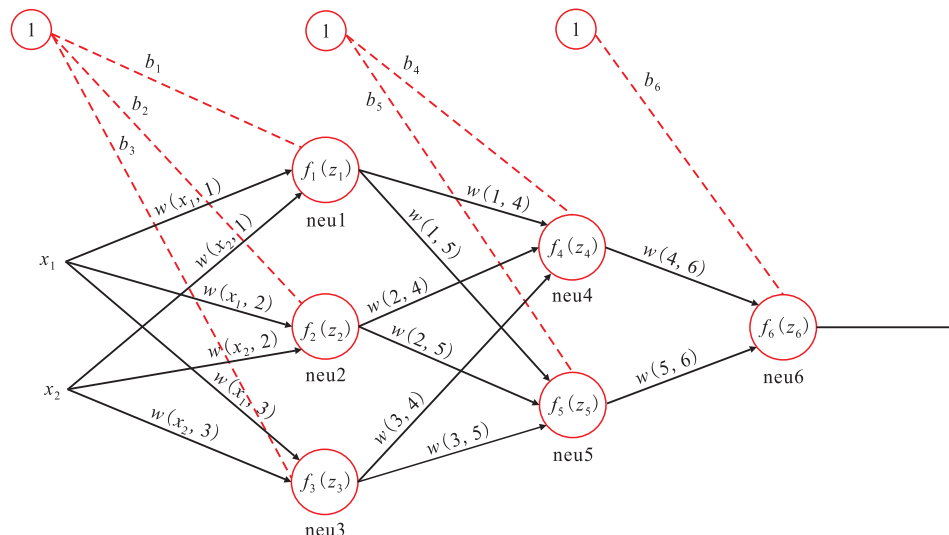 1
1
1
b₁
b₄
b₂
b₅
b₆
b₃
f₁(z₁)
neu1
w(x₁, 1)
w(x₂, 1)
w(1, 4)
w(1, 5)
x₁
f₄(z₄)
neu4
w(4, 6)
w(x₁, 2)
w(2, 4)
f₂(z₂)
neu2
w(x₂, 2)
w(2, 5)
f₆(z₆)
neu6
x₂
w(x₁, 3)
w(x₂, 3)
w(3, 4)
f₅(z₅)
neu5
w(5, 6)
w(3, 5)
f₃(z₃)
neu3